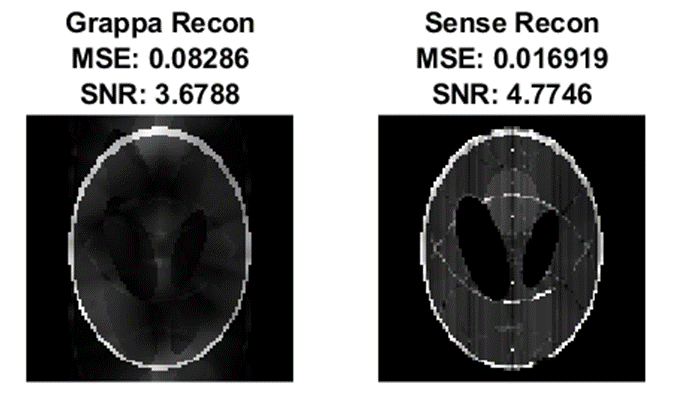 Grappa Recon
MSE: 0.08286
SNR: 3.6788
Sense Recon
MSE: 0.016919
SNR: 4.7746